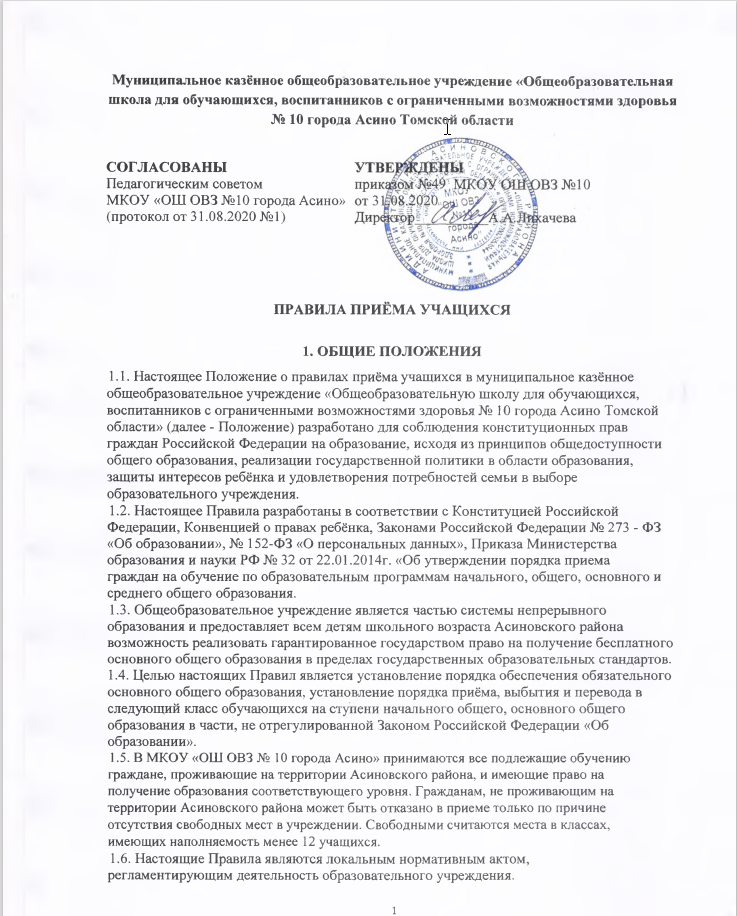 Муниципальное казённое общеобразовательное учреждение «Общеобразовательная
школа для обучающихся, воспитанников с ограниченными возможностями здоровья
№ 10 города Асино Томской области
СОГЛАСОВАНЫ
Педагогическим советом
МКОУ «ОШ ОВЗ №10 города Асино»
(протокол от 31.08.2020 №1)
УТВЕРЖДЕНЫ
приказом №49 МКОУ ОШ ОВЗ №10
от 31.08.2020
Директор А.А.Лихачева
МКОУ
ОШ ОВЗ
города
Асино
ПРАВИЛА ПРИЁМА УЧАЩИХСЯ
1. ОБЩИЕ ПОЛОЖЕНИЯ
1.1. Настоящее Положение о правилах приёма учащихся в муниципальное казённое
общеобразовательное учреждение «Общеобразовательную школу для обучающихся,
воспитанников с ограниченными возможностями здоровья № 10 города Асино Томской
области» (далее - Положение) разработано для соблюдения конституционных прав
граждан Российской Федерации на образование, исходя из принципов общедоступности
общего образования, реализации государственной политики в области образования,
защиты интересов ребёнка и удовлетворения потребностей семьи в выборе
образовательного учреждения.
1.2. Настоящее Правила разработаны в соответствии с Конституцией Российской
Федерации, Конвенцией о правах ребёнка, Законами Российской Федерации № 273 - ФЗ
«Об образовании», № 152-ФЗ «О персональных данных», Приказа Министерства
образования и науки РФ № 32 от 22.01.2014г. «Об утверждении порядка приема
граждан на обучение по образовательным программам начального, общего, основного и
среднего общего образования.
1.3. Общеобразовательное учреждение является частью системы непрерывного
образования и предоставляет всем детям школьного возраста Асиновского района
возможность реализовать гарантированное государством право на получение бесплатного
основного общего образования в пределах государственных образовательных стандартов.
1.4. Целью настоящих Правил является установление порядка обеспечения обязательного
основного общего образования, установление порядка приёма, выбытия и перевода в
следующий класс обучающихся на ступени начального общего, основного общего
образования в части, не отрегулированной Законом Российской Федерации «Об
образовании».
1.5. В МКОУ «ОШ ОВЗ № 10 города Асино» принимаются все подлежащие обучению
граждане, проживающие на территории Асиновского района, и имеющие право на
получение образования соответствующего уровня. Гражданам, не проживающим на
территории Асиновского района может быть отказано в приеме только по причине
отсутствия свободных мест в учреждении. Свободными считаются места в классах,
имеющих наполняемость менее 12 учащихся.
1.6. Настоящие Правила являются локальным нормативным актом,
регламентирующим деятельность образовательного учреждения.
1